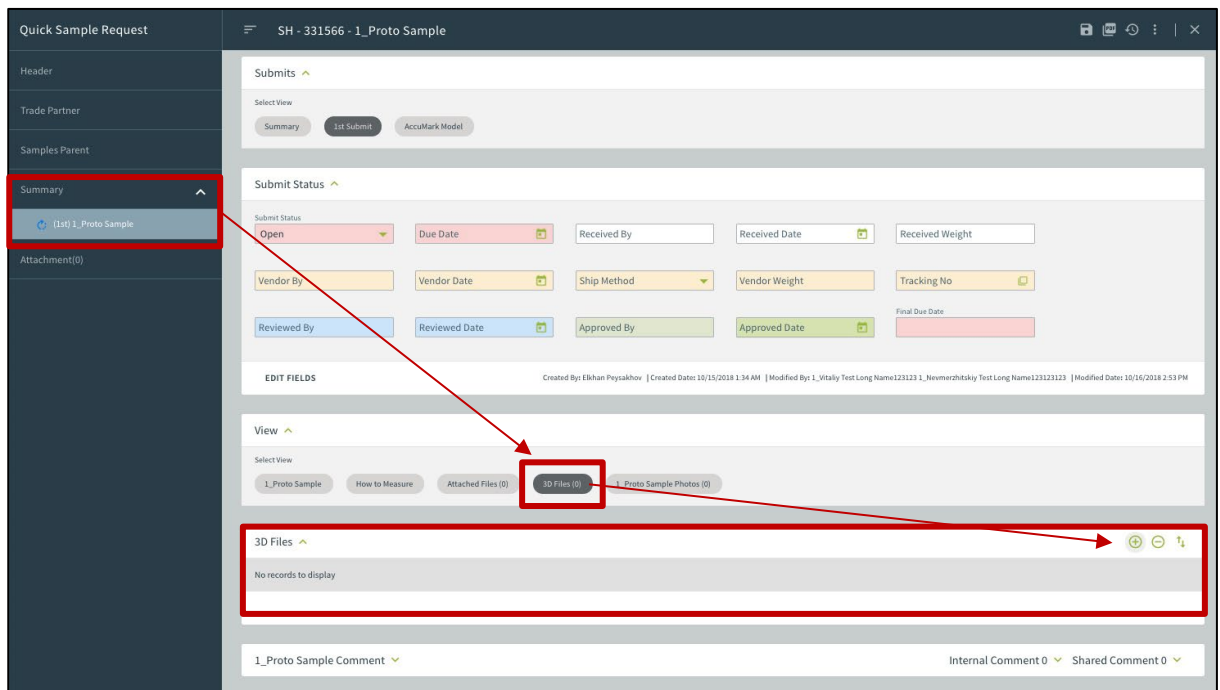 Quick Sample Request
SH - 331566 - 1_Proto Sample
Header
Trade Partner
Samples Parent
Summary
(1st) 1_Proto Sample
Attachment(0)
Submits
Select View
Summary 1st Submit AccuMark Model
Submit Status
Submit Status
Open Due Date Received By Received Date Received Weight
Vendor By Vendor Date Ship Method Vendor Weight Tracking No
Final Due Date
Reviewed By Reviewed Date Approved By Approved Date
EDIT FIELDS Created By: Elkhan Peysakhov | Created Date: 10/15/2018 1:34 AM | Modified By: 1_Vitaliy Test Long Name123123 1_Nevmerzhitskiy Test Long Name123123123 | Modified Date: 10/16/2018 2:53 PM
View
Select View
1_Proto Sample How to Measure Attached Files (0) 3D Files (0) 1_Proto Sample Photos (0)
3D Files
No records to display
1_Proto Sample Comment Internal Comment 0 Shared Comment 0